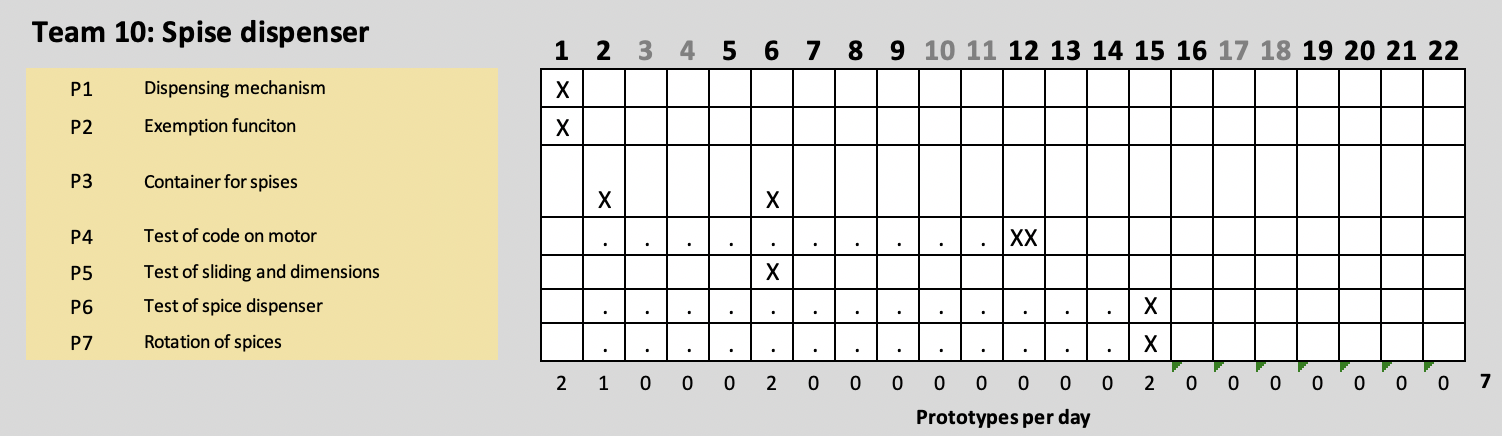 Team 10: Spise dispenser
1 2 3 4 5 6 7 8 9 10 11 12 13 14 15 16 17 18 19 20 21 22
P1 Dispensing mechanism X
P2 Exemption funciton X
P3 Container for spises X X
P4 Test of code on motor . . . . . . . . . . XX
P5 Test of sliding and dimensions X
P6 Test of spice dispenser . . . . . . . . . . . . . X
P7 Rotation of spices . . . . . . . . . . . . . X
2 1 0 0 0 2 0 0 0 0 0 0 0 0 2 0 0 0 0 0 0 0 7
Prototypes per day